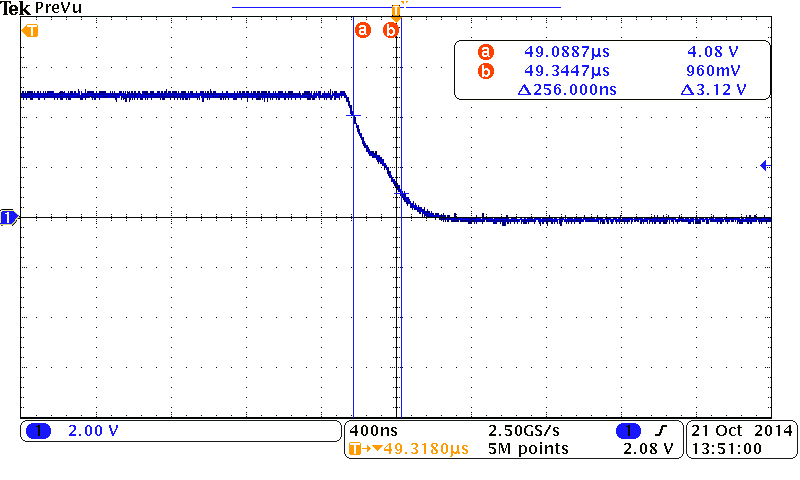 Tek PreVu
T
T
a b
a 49.0887µs 4.08 V
b 49.3447µs 960mV
Δ256.000ns Δ3.12 V
1
1 2.00 V
400ns 2.50GS/s 1 ʃ 21 Oct 2014
T→▼49.3180µs 5M points 2.08 V 13:51:00